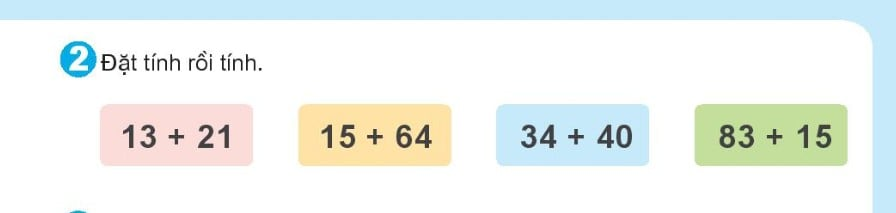 2 Đặt tính rồi tính.
13 + 21 15 + 64 34 + 40 83 + 15